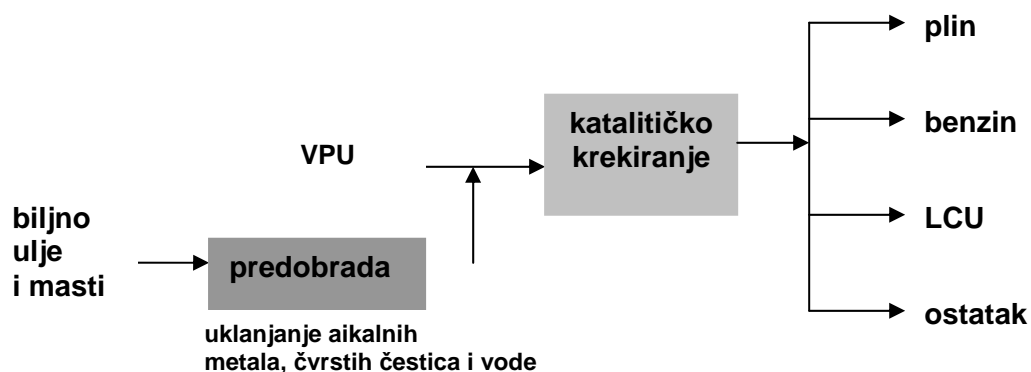 biljno
ulje
i masti
predobrada
uklanjanje aikalnih
metala, čvrstih čestica i vode
VPU
katalitičko
krekiranje
plin
benzin
LCU
ostatak